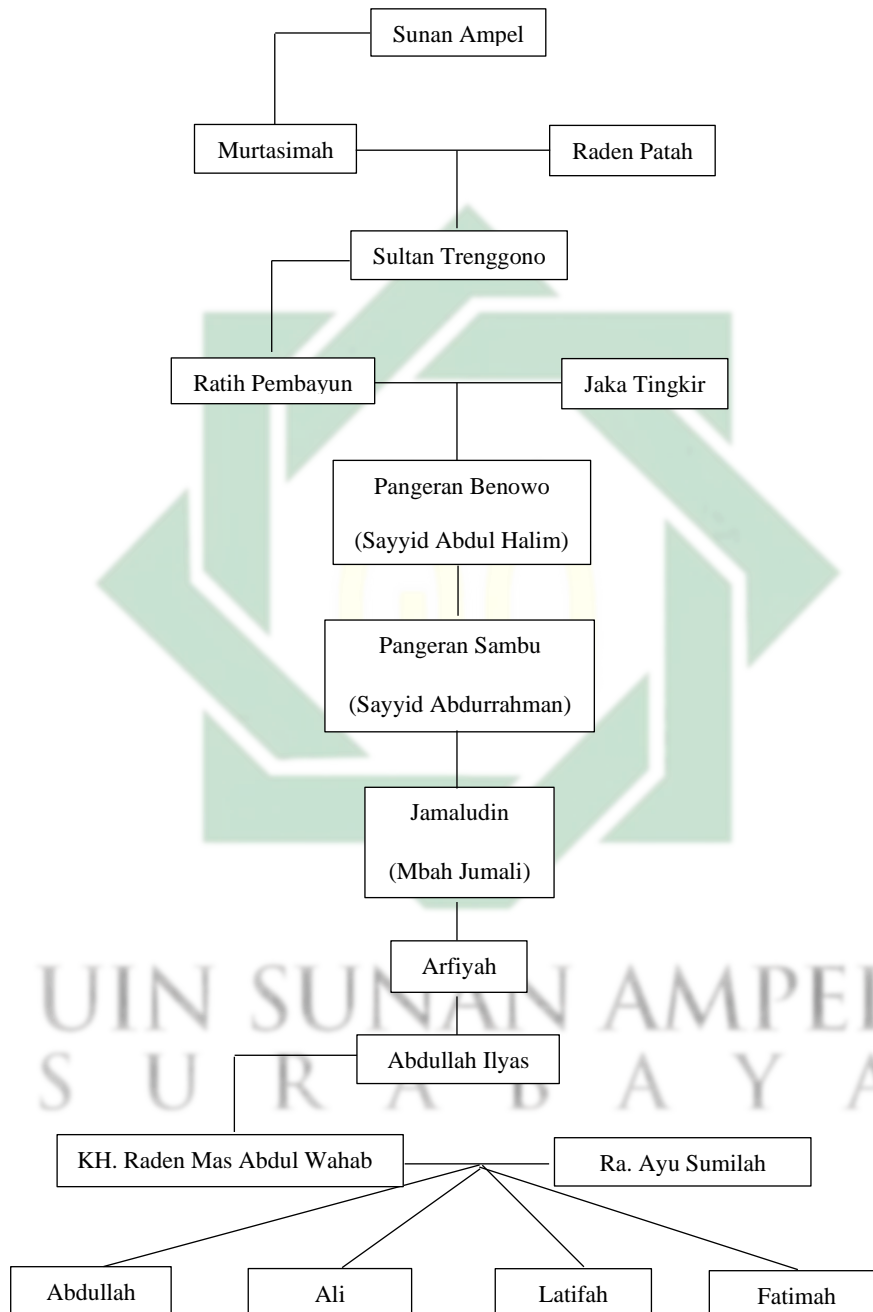 Sunan Ampel
Murtasimah
Raden Patah
Sultan Trenggono
Ratih Pembayun
Jaka Tingkir
Pangeran Benowo
(Sayyid Abdul Halim)
Pangeran Sambu
(Sayyid Abdurrahman)
Jamaludin
(Mbah Jumali)
Arfiyah
UIN SUNAN AMPEL
Abdullah Ilyas
SURABAYA
KH. Raden Mas Abdul Wahab
Ra. Ayu Sumilah
Abdullah
Ali
Latifah
Fatimah